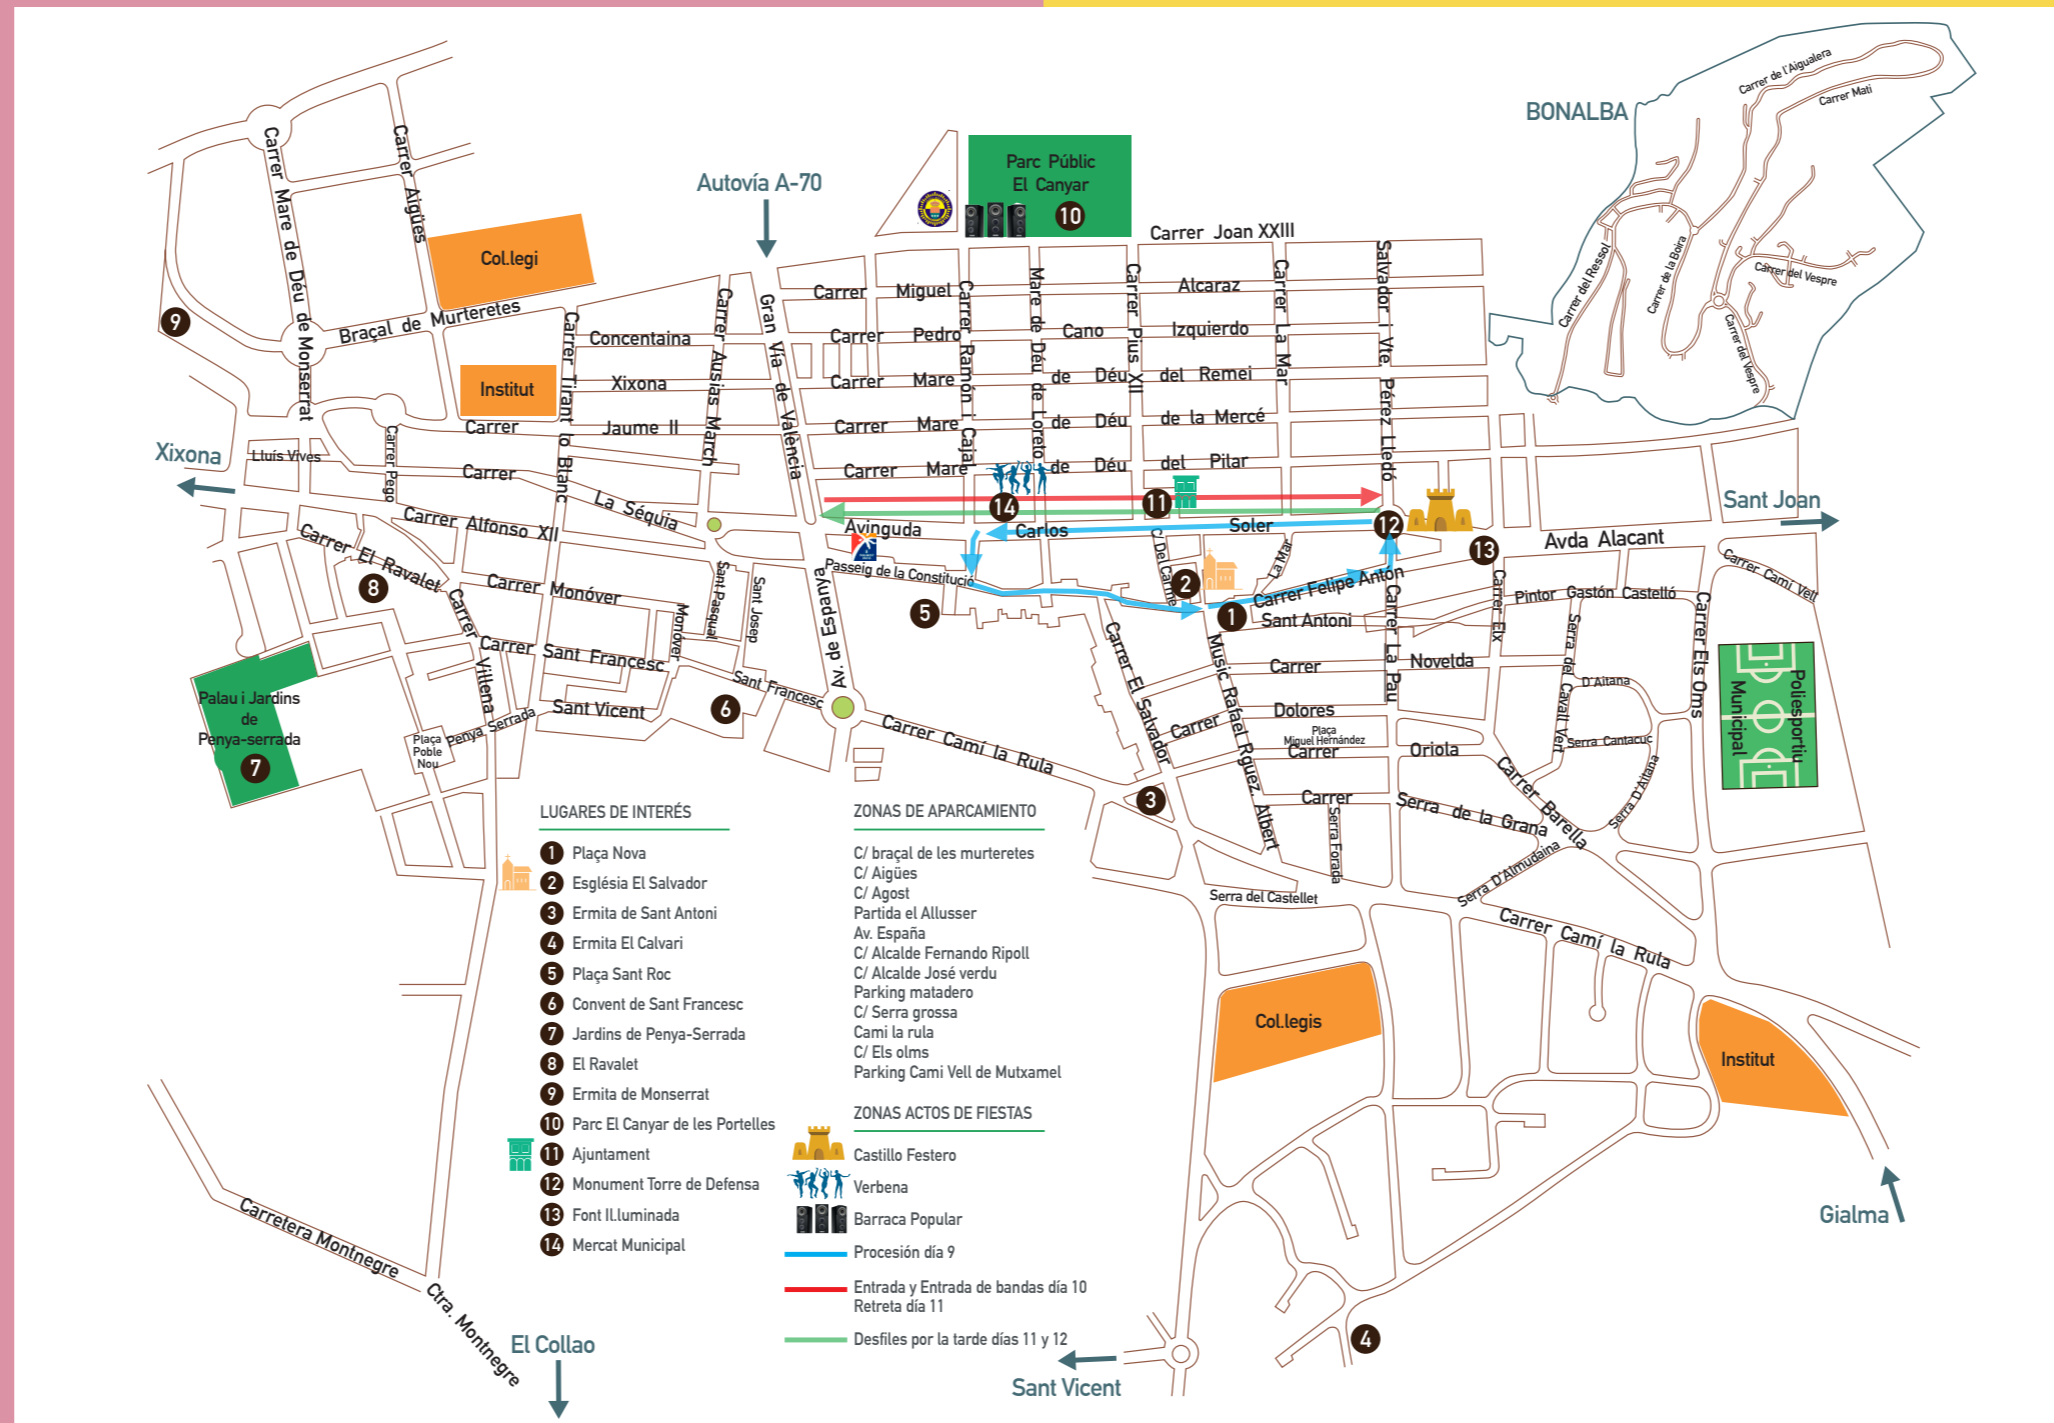 BONALBA
Carrer de l'Aigualera
Carrer Mati
Carrer del Ressol
Carrer de la Boira
Carrer del Vespre
Carrer del Vespre
Autovía A-70
Parc Públic
El Canyar
10
Carrer Joan XXIII
Carrer Mare de Déu de Monserrat
Carrer Aigües
Col.legi
Braçal de Murteretes
9
Institut
Carrer Tirant lo Blanc
Concentaina
Xixona
Carrer Jaume II
Carrer Ausias March
Gran Via de València
Carrer Miguel Alcaraz
Carrer Pedro Cano Izquierdo
Carrer Mare de Déu del Remei
Carrer Mare de Déu de la Mercé
Carrer Mare de Déu del Pilar
Carrer Ramón i Cajal
Mare de Déu de Loreto
Carrer Pius XII
Carrer La Mar
Salvador i Vte. Pérez Lledó
Xixona
Lluís Vives
Carrer Pego
Carrer La Séquia
Carrer Alfonso XII
Carrer El Ravalet
8
Carrer Monóver
Monóver
Carrer Villena
Carrer Sant Francesc
Sant Francesc
Sant Pasqual
Sant Josep
Sant Vicent
6
Penya Serrada
Plaça
Poble
Nou
Palau i Jardins
de
Penya-serrada
7
Av. de Espanya
Avinguda Carlos Soler
14
11
12
13
Passeig de la Constitució
5
C/ Del Carme
2
La Mar
1
Carrer Felipe Antón
Sant Antoni
Avda Alacant
Sant Joan
Carrer Camí Vell
Pintor Gastón Castelló
Carrer Elx
Carrer La Pau
Carrer Novelda
Carrer Dolores
Plaça
Miguel Hernández
Carrer Oriola
Carrer Serra de la Grana
Serra Forada
Carrer El Salvador
Music Rafael Rguez. Albert
Carrer Camí la Rula
3
Serra del Cavall Vert
D'Aitana
Serra Cantacuc
Serra D'Aitana
Carrer Barella
Serra D'Almudaina
Carrer Els Oms
Poliesportiu
Municipal
Serra del Castellet
Carrer Camí la Rula
Col.legis
Institut
Gialma
4
Sant Vicent
Carretera Montnegre
Ctra. Montnegre
El Collao
LUGARES DE INTERÉS
1 Plaça Nova
2 Església El Salvador
3 Ermita de Sant Antoni
4 Ermita El Calvari
5 Plaça Sant Roc
6 Convent de Sant Francesc
7 Jardins de Penya-Serrada
8 El Ravalet
9 Ermita de Monserrat
10 Parc El Canyar de les Portelles
11 Ajuntament
12 Monument Torre de Defensa
13 Font Il.luminada
14 Mercat Municipal
ZONAS DE APARCAMIENTO
C/ braçal de les murteretes
C/ Aigües
C/ Agost
Partida el Allusser
Av. España
C/ Alcalde Fernando Ripoll
C/ Alcalde José verdu
Parking matadero
C/ Serra grossa
Cami la rula
C/ Els olms
Parking Cami Vell de Mutxamel
ZONAS ACTOS DE FIESTAS
Castillo Festero
Verbena
Barraca Popular
Procesión día 9
Entrada y Entrada de bandas día 10
Retreta día 11
Desfiles por la tarde días 11 y 12